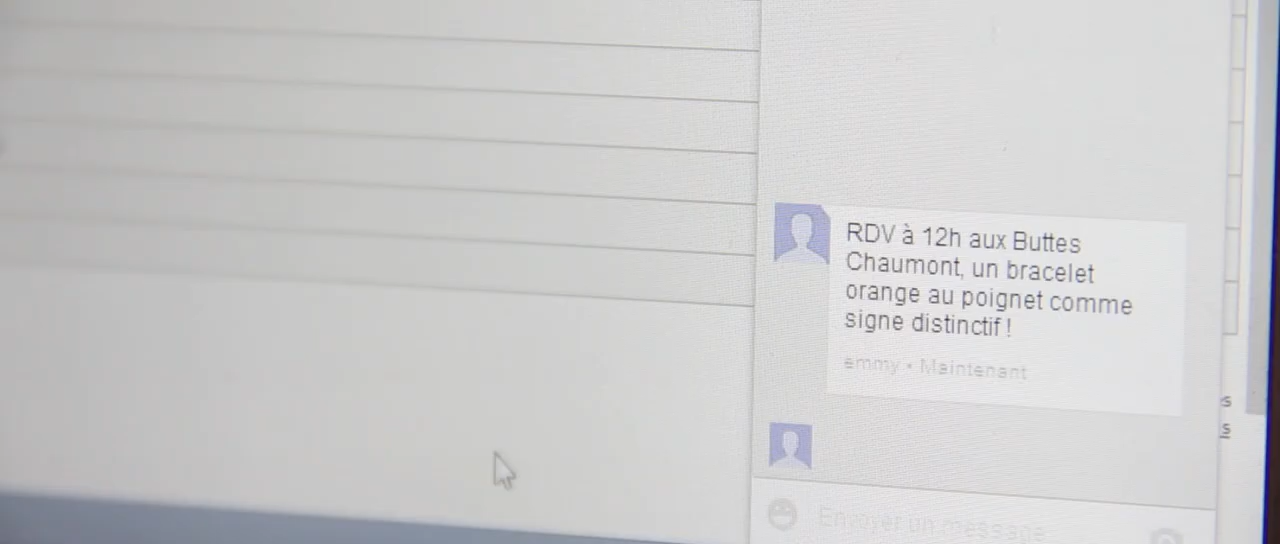 RDV à 12h aux Buttes
Chaumont, un bracelet
orange au poignet comme
signe distinctif !
emmy • Maintenant
s
s
Envoyer un message